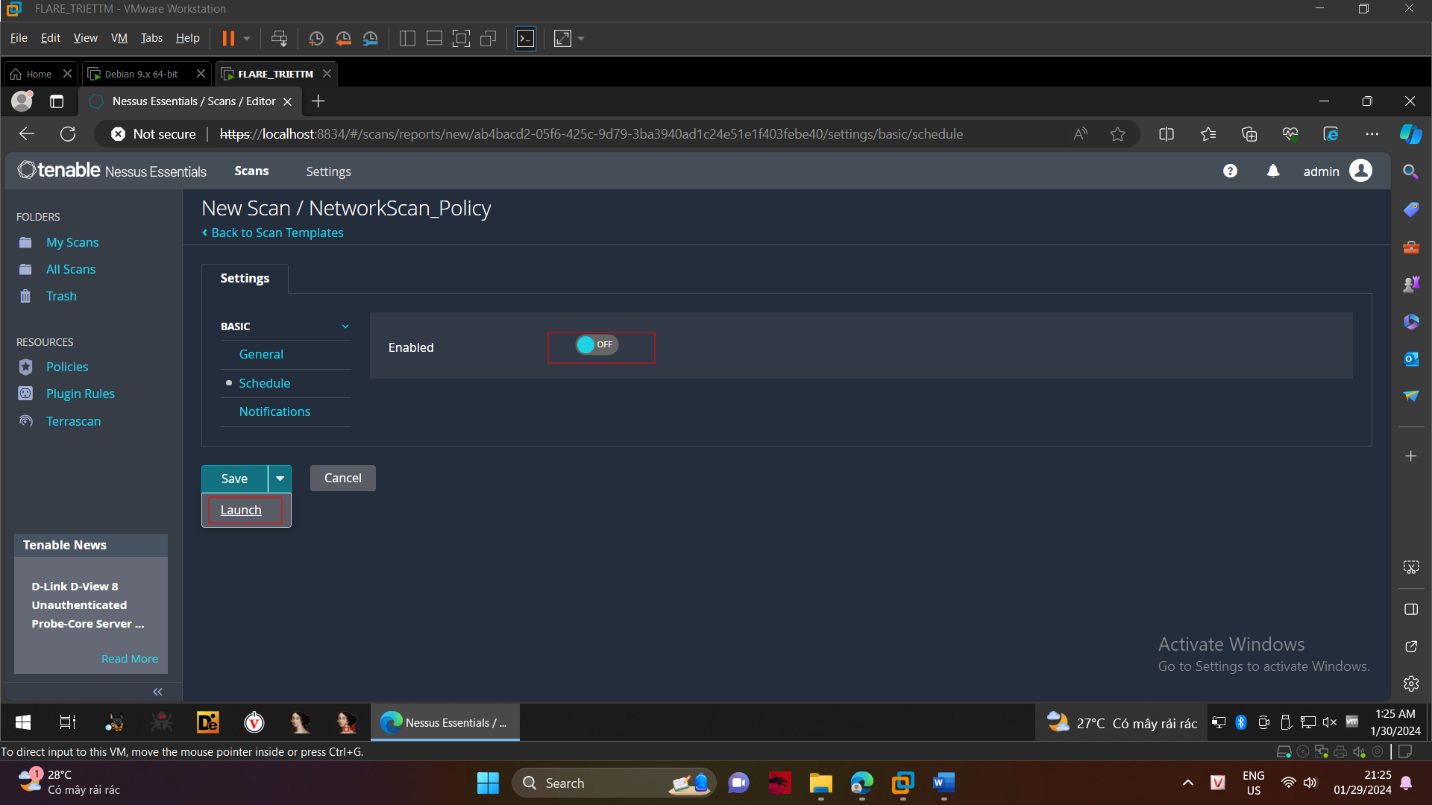 FLARE_TRIETTM - VMware Workstation
File Edit View VM Tabs Help
Home Debian 9.x 64-bit FLARE_TRIETTM
Nessus Essentials / Scans / Editor
Not secure https://localhost:8834/#/scans/reports/new/ab4bacd2-05f6-425c-9d79-3ba3940ad1c24e51e1f403febe40/settings/basic/schedule
tenable Nessus Essentials Scans Settings admin
FOLDERS
My Scans
All Scans
Trash
RESOURCES
Policies
Plugin Rules
Terrascan
New Scan / NetworkScan_Policy
Back to Scan Templates
Settings
BASIC
General
Schedule
Notifications
Enabled OFF
Save Cancel
Launch
Tenable News
D-Link D-View 8
Unauthenticated
Probe-Core Server ...
Read More
Activate Windows
Go to Settings to activate Windows.
Nessus Essentials / ... 27°C Có mây rải rác 1:25 AM
1/30/2024
To direct input to this VM, move the mouse pointer inside or press Ctrl+G.
1 28°C
Có mây rải rác
Search
ENG
US
21:25
01/29/2024